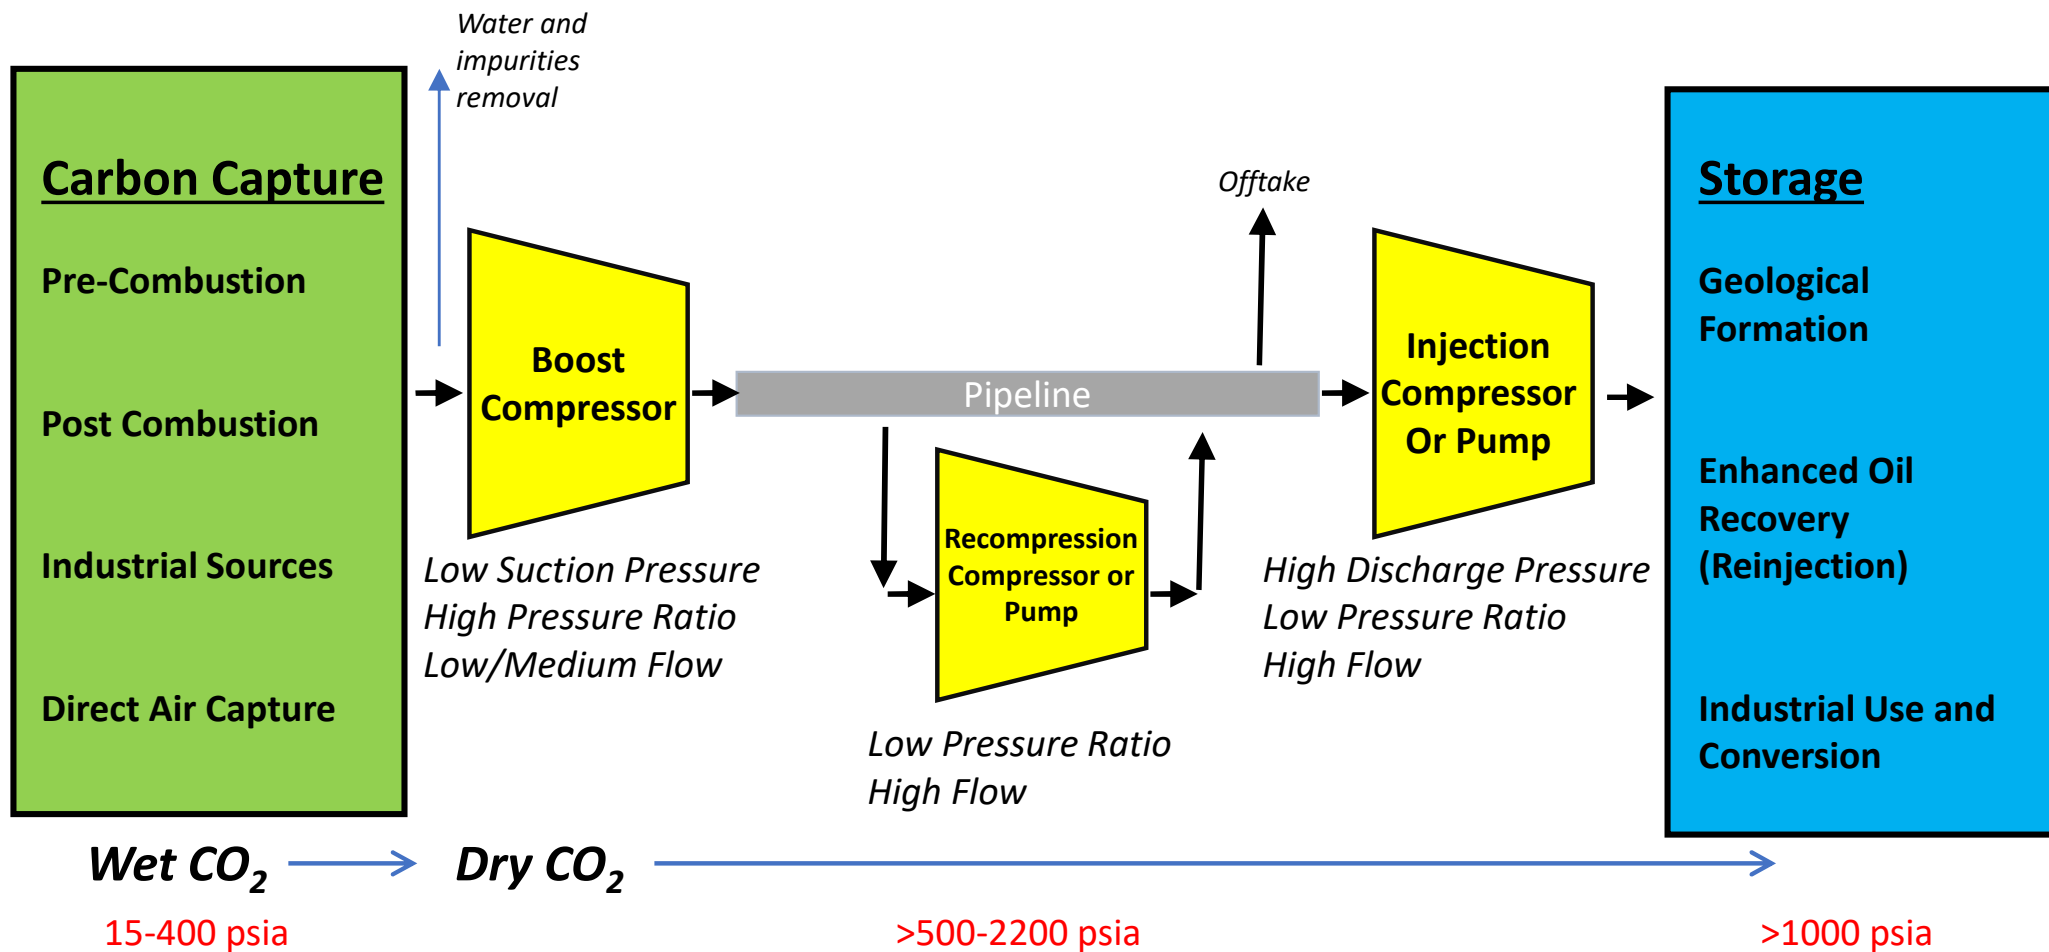 Water and
impurities
removal
Carbon Capture
Pre-Combustion
Post Combustion
Industrial Sources
Direct Air Capture
Boost
Compressor
Low Suction Pressure
High Pressure Ratio
Low/Medium Flow
Pipeline
Offtake
Recompression
Compressor or
Pump
Low Pressure Ratio
High Flow
Injection
Compressor
Or Pump
High Discharge Pressure
Low Pressure Ratio
High Flow
Storage
Geological
Formation
Enhanced Oil
Recovery
(Reinjection)
Industrial Use and
Conversion
Wet CO₂
Dry CO₂
15-400 psia
>500-2200 psia
>1000 psia